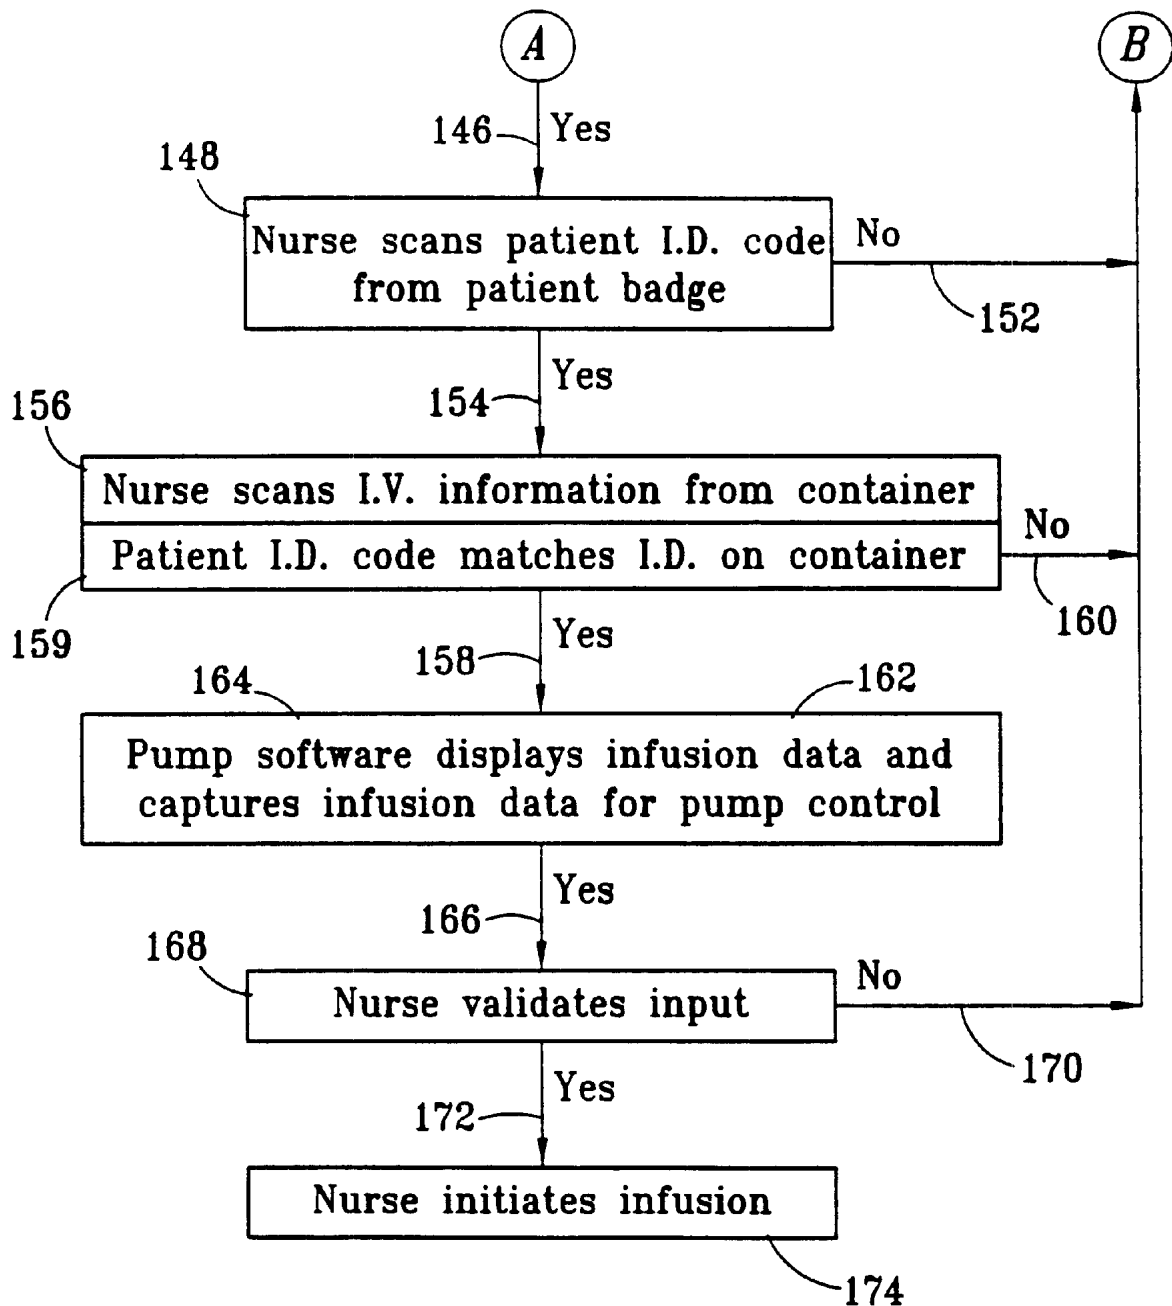 A
B
146
Yes
148
Nurse scans patient I.D. code
from patient badge
No
152
Yes
154
156
Nurse scans I.V. information from container
Patient I.D. code matches I.D. on container
No
159
160
Yes
158
164
162
Pump software displays infusion data and
captures infusion data for pump control
Yes
166
168
Nurse validates input
No
170
Yes
172
Nurse initiates infusion
174